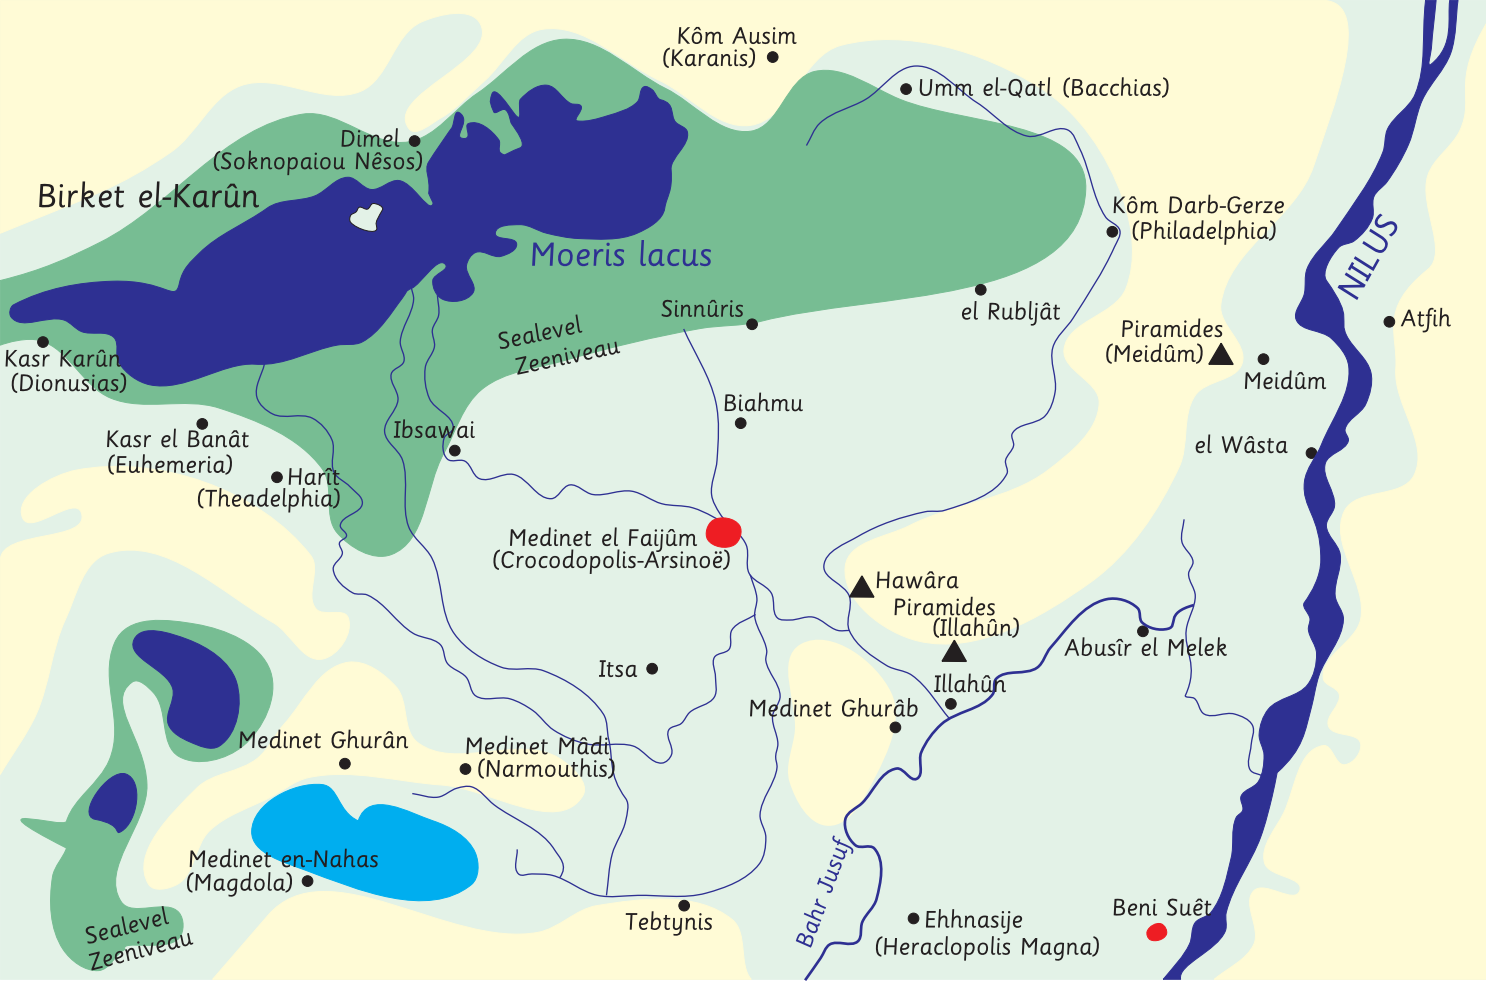 Kôm Ausim
(Karanis)
Umm el-Qatl (Bacchias)
Dimel
(Soknopaiou Nêsos)
Birket el-Karûn
Kôm Darb-Gerze
(Philadelphia)
NILUS
Moeris lacus
Sinnûris
el Rubljât
Atfih
Sealevel
Zeeniveau
Piramides
(Meidûm)
Meidûm
Kasr Karûn
(Dionusias)
Biahmu
Ibsawai
Kasr el Banât
(Euhemeria)
el Wâsta
Harît
(Theadelphia)
Medinet el Faijûm
(Crocodopolis-Arsinoë)
Hawâra
Piramides
(Illahûn)
Abusîr el Melek
Itsa
Illahûn
Medinet Ghurâb
Medinet Ghurân
Medinet Mâdi
(Narmouthis)
Medinet en-Nahas
(Magdola)
Bahr Jusuf
Beni Suêt
Tebtynis
Ehhnasije
(Heraclopolis Magna)
Sealevel
Zeeniveau